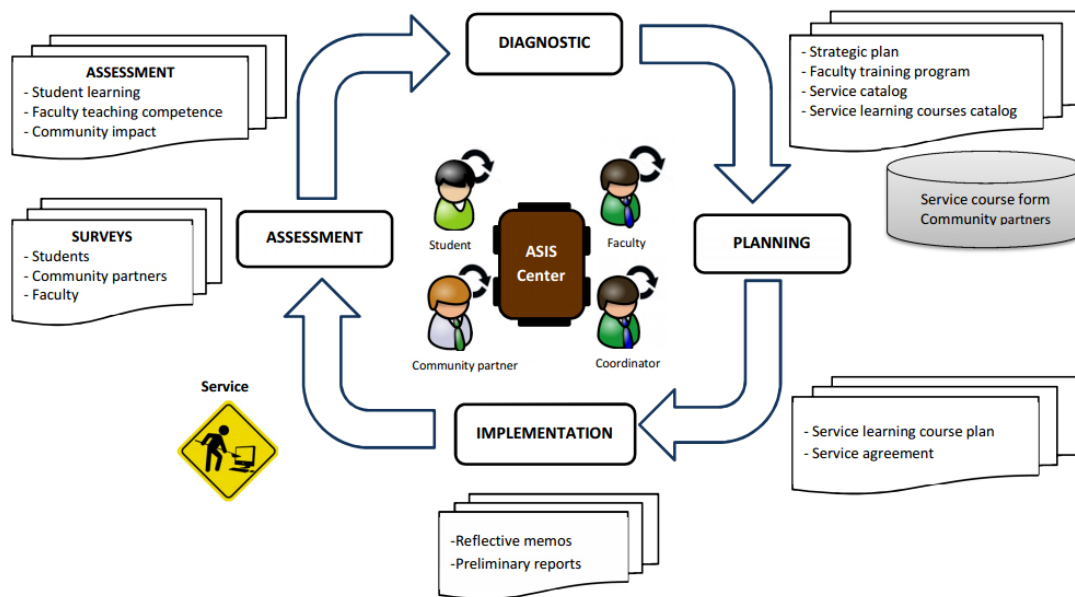 DIAGNOSTIC
ASSESSMENT
- Student learning
- Faculty teaching competence
- Community impact
- Strategic plan
- Faculty training program
- Service catalog
- Service learning courses catalog
Service course form
Community partners
SURVEYS
- Students
- Community partners
- Faculty
ASSESSMENT
Student
Faculty
ASIS
Center
PLANNING
Community partner
Coordinator
Service
IMPLEMENTATION
- Service learning course plan
- Service agreement
-Reflective memos
-Preliminary reports